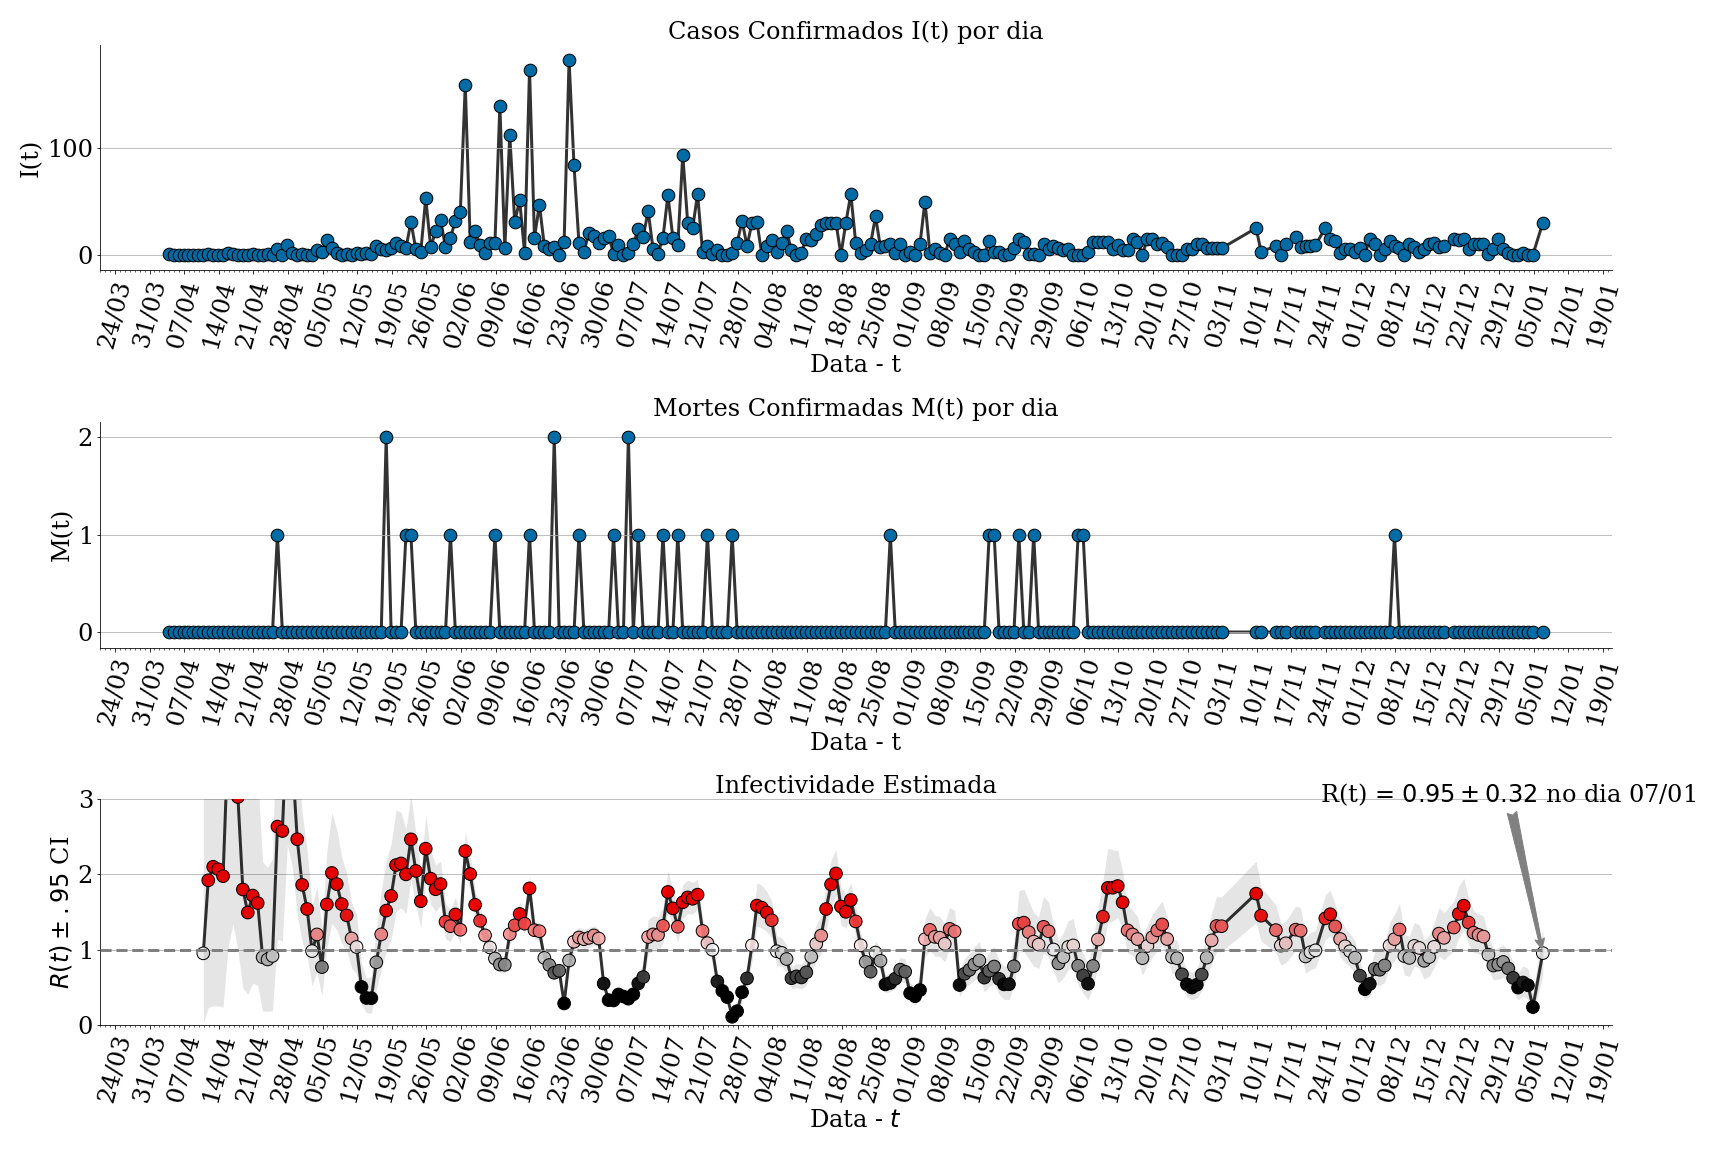 Casos Confirmados I(t) por dia
I(t)
100
0
24/03 31/03 07/04 14/04 21/04 28/04 05/05 12/05 19/05 26/05 02/06 09/06 16/06 23/06 30/06 07/07 14/07 21/07 28/07 04/08 11/08 18/08 25/08 01/09 08/09 15/09 22/09 29/09 06/10 13/10 20/10 27/10 03/11 10/11 17/11 24/11 01/12 08/12 15/12 22/12 29/12 05/01 12/01 19/01
Data - t
Mortes Confirmadas M(t) por dia
M(t)
2
1
0
24/03 31/03 07/04 14/04 21/04 28/04 05/05 12/05 19/05 26/05 02/06 09/06 16/06 23/06 30/06 07/07 14/07 21/07 28/07 04/08 11/08 18/08 25/08 01/09 08/09 15/09 22/09 29/09 06/10 13/10 20/10 27/10 03/11 10/11 17/11 24/11 01/12 08/12 15/12 22/12 29/12 05/01 12/01 19/01
Data - t
Infectividade Estimada
R(t) = 0.95 ± 0.32 no dia 07/01
R(t) ± .95 CI
3
2
1
0
24/03 31/03 07/04 14/04 21/04 28/04 05/05 12/05 19/05 26/05 02/06 09/06 16/06 23/06 30/06 07/07 14/07 21/07 28/07 04/08 11/08 18/08 25/08 01/09 08/09 15/09 22/09 29/09 06/10 13/10 20/10 27/10 03/11 10/11 17/11 24/11 01/12 08/12 15/12 22/12 29/12 05/01 12/01 19/01
Data - t